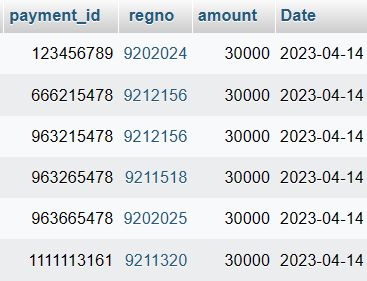 payment_id regno amount Date
123456789 9202024 30000 2023-04-14
666215478 9212156 30000 2023-04-14
963215478 9212156 30000 2023-04-14
963265478 9211518 30000 2023-04-14
963665478 9202025 30000 2023-04-14
1111113161 9211320 30000 2023-04-14